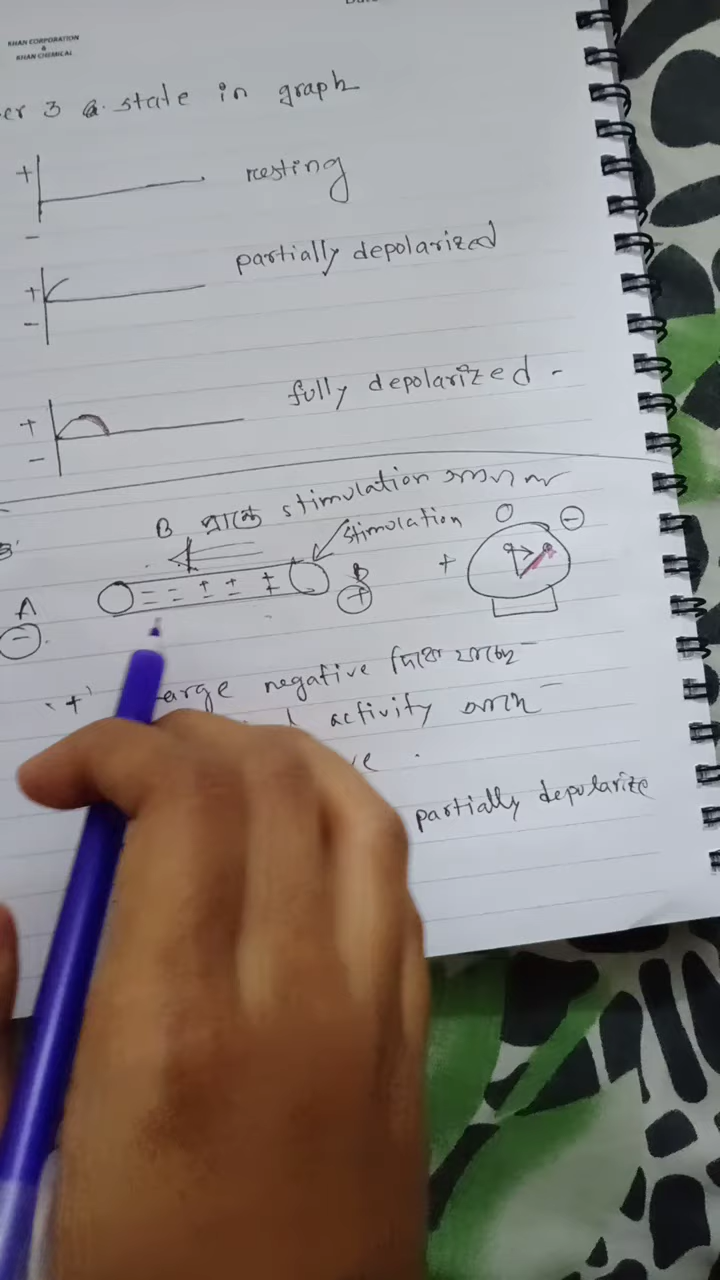 KHAN CORPORATION
&
KHAN CHEMICAL
3 state in graph
+
resting
-
partially depolarized
+
-
fully depolarized -
+
-
B প্রান্তে stimulation
stimulation
O
-
+
A
B
-
+
= = ± ± ±
'+' negative দিকে যাচ্ছে
activity
partially depolarize